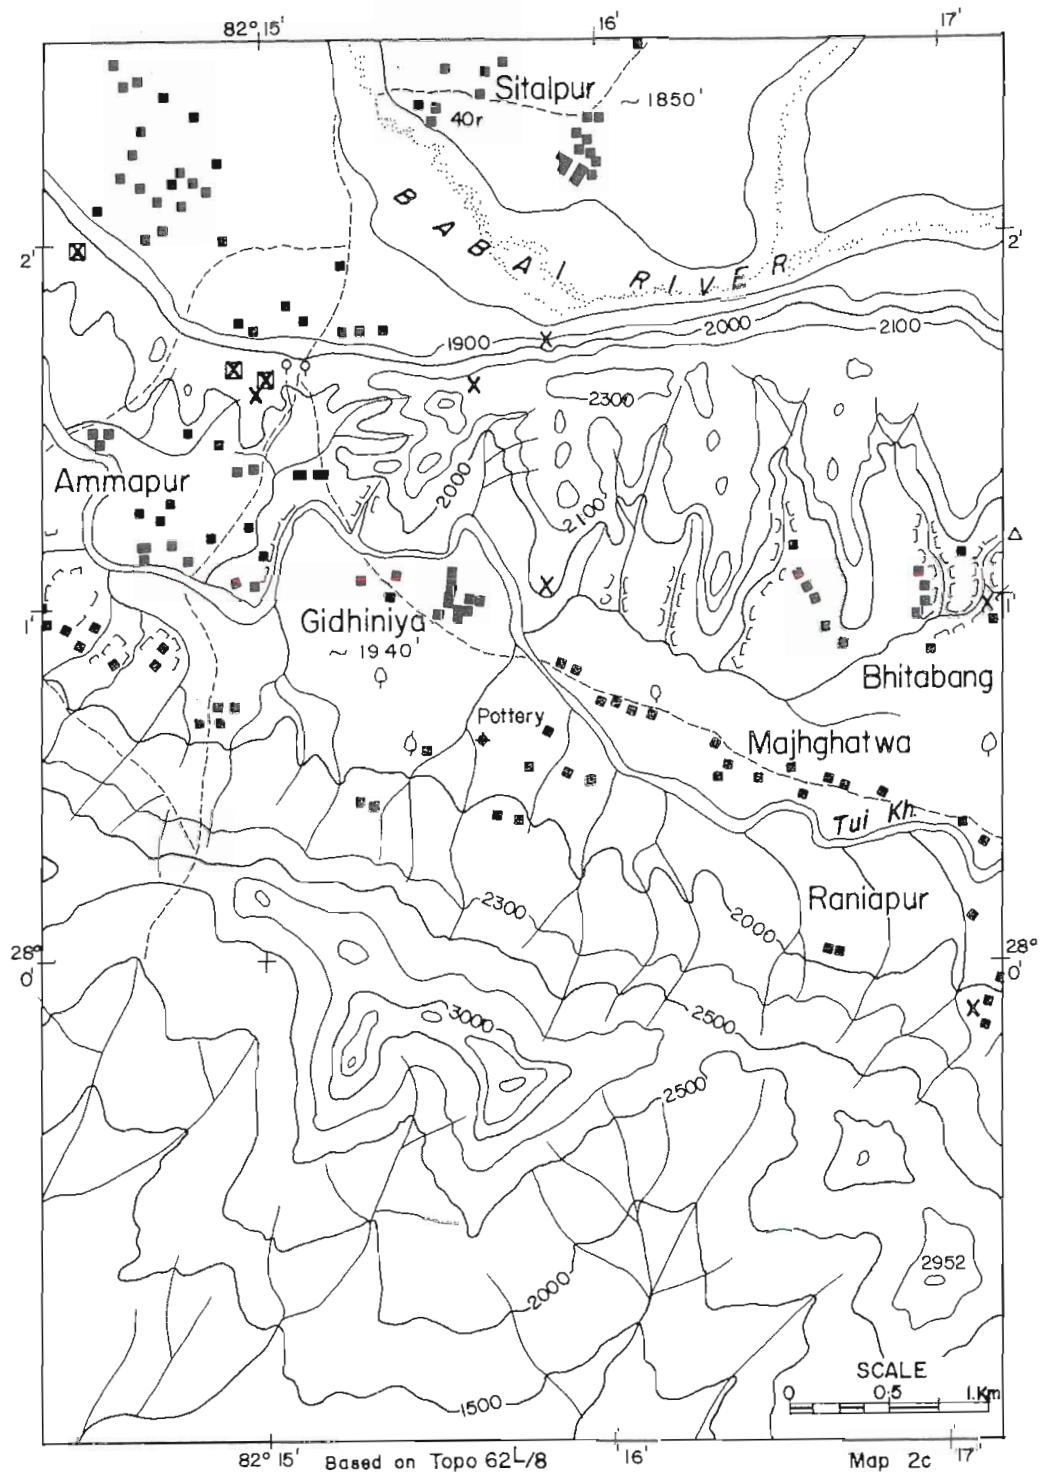 82° 15'
16'
17'
Sitalpur
~ 1850'
40r
BABAI RIVER
2'
2'
1900
2000
2100
2300
Ammapur
2000
2100
1'
1'
Gidhiniya
~ 1940'
Bhitabang
Pottery
Majhghatwa
Tui Kh.
Raniapur
2300
2000
28°
0'
28°
0'
3000
2500
2500
2952
2000
SCALE
0 0.5 1 Km
1500
82° 15'
16'
17'
Based on Topo 62L/8
Map 2c